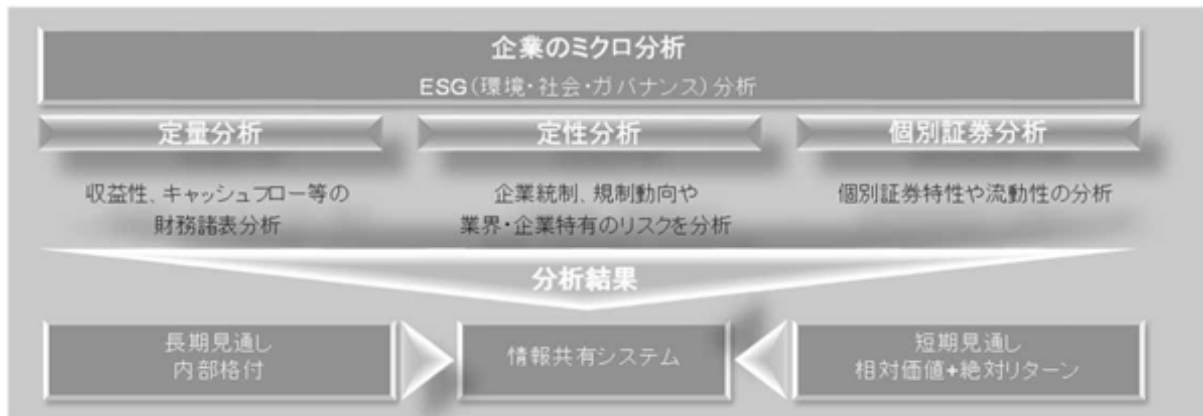 企業のミクロ分析
ESG(環境・社会・ガバナンス)分析
定量分析
定性分析
個別証券分析
収益性、キャッシュフロー等の
財務諸表分析
企業統制、規制動向や
業界・企業特有のリスクを分析
個別証券特性や流動性の分析
分析結果
長期見通し
内部格付
情報共有システム
短期見通し
相対価値+絶対リターン